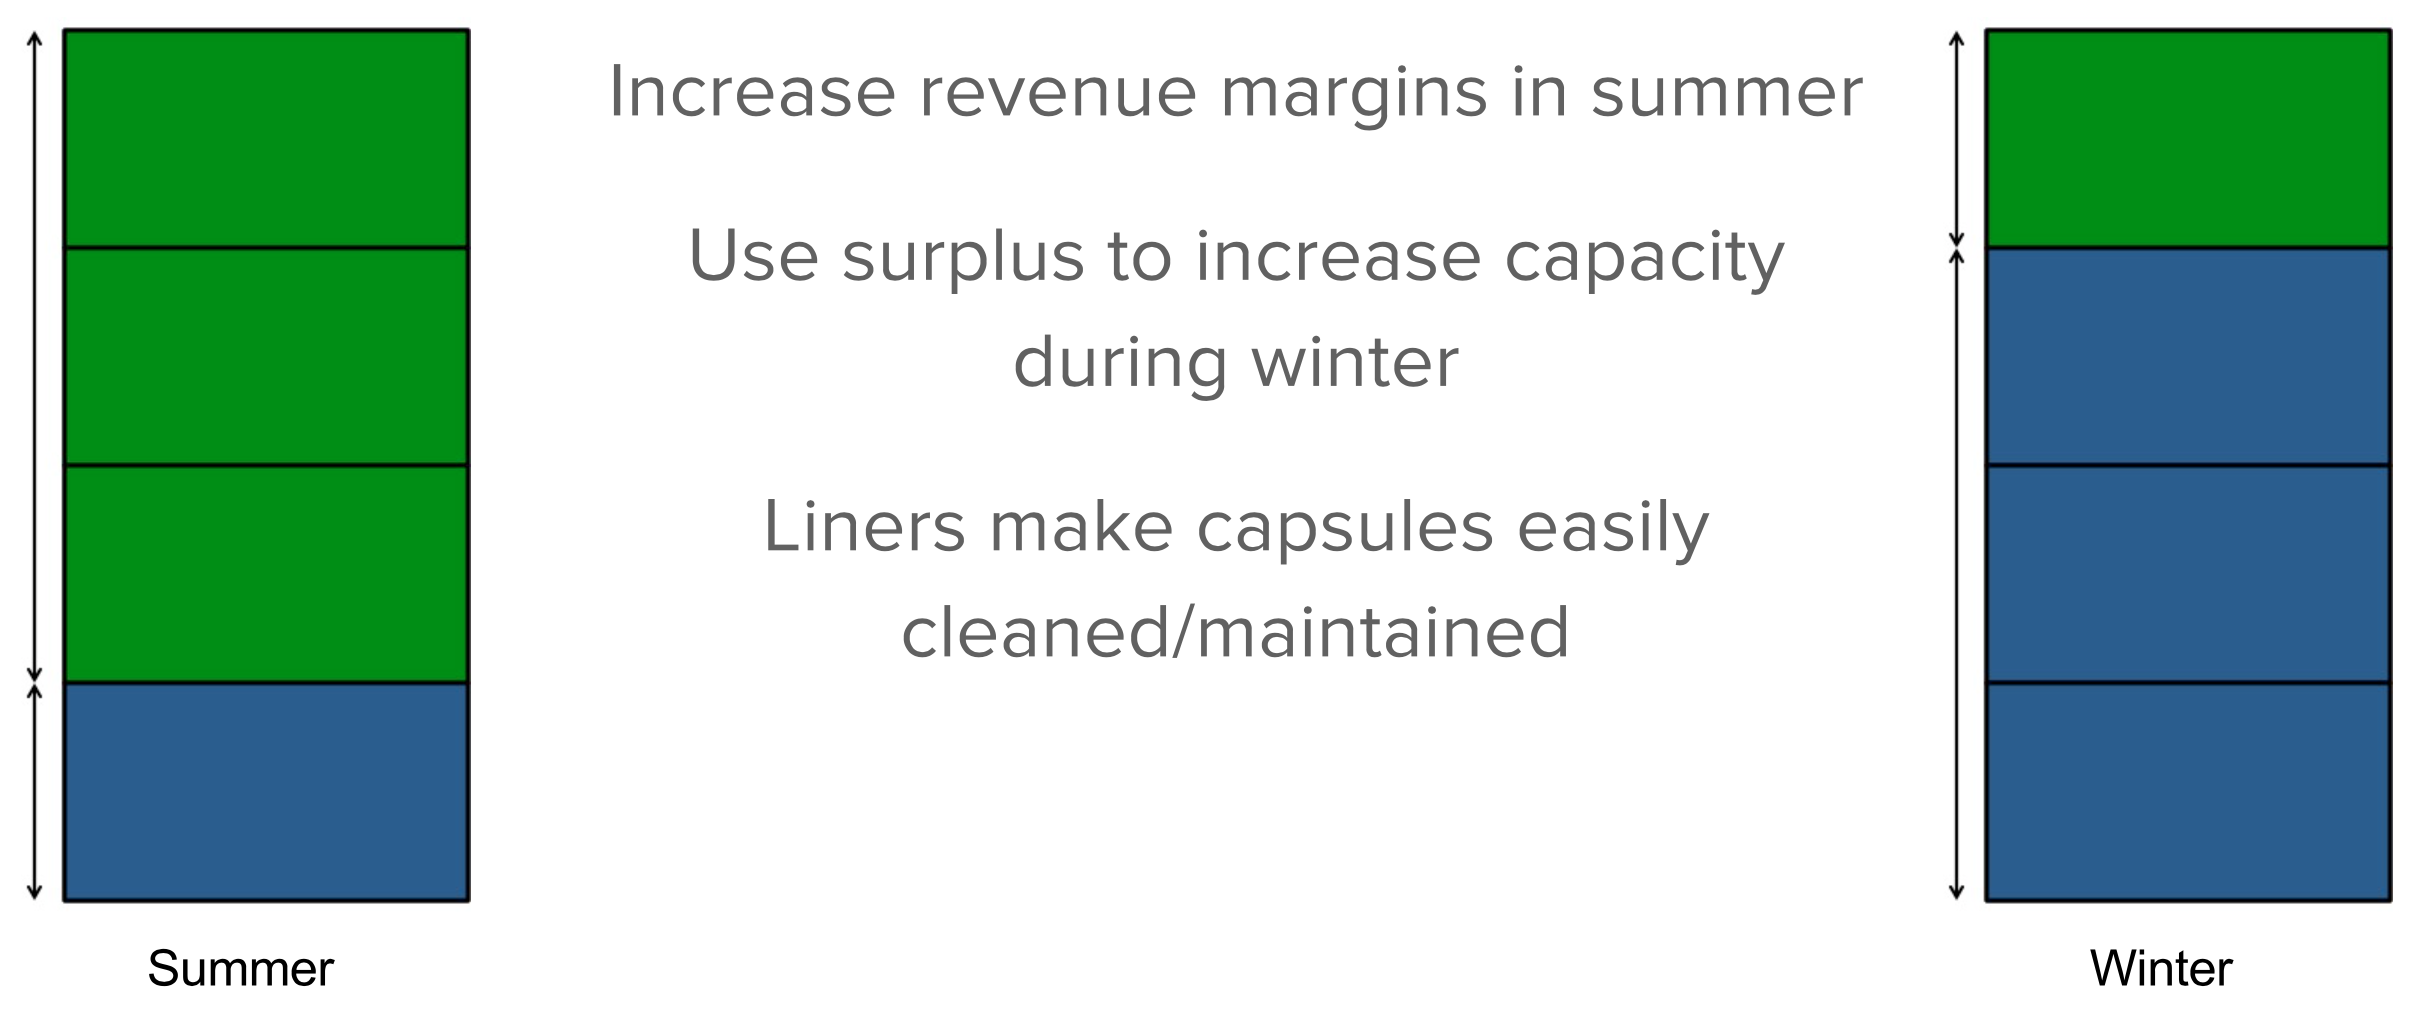 Increase revenue margins in summer
Use surplus to increase capacity
during winter
Liners make capsules easily
cleaned/maintained
Summer
Winter